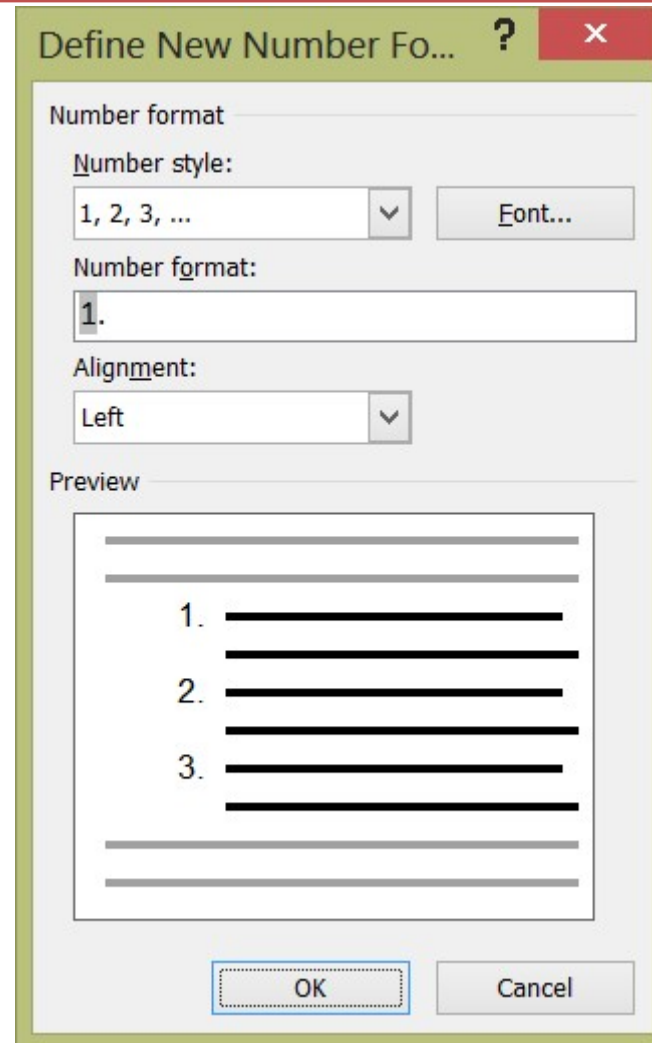 Define New Number Fo... ? ×
Number format
Number style:
1, 2, 3, ... Font...
Number format:
1.
Alignment:
Left
Preview
1.
2.
3.
OK Cancel